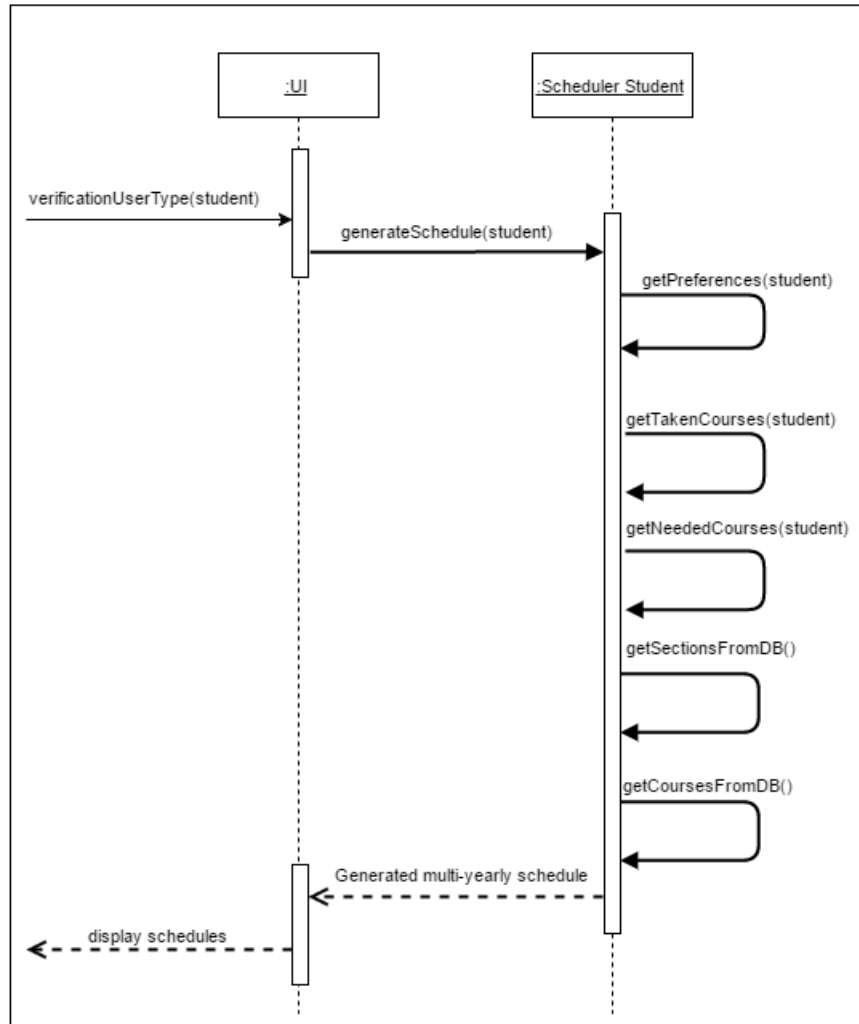 :UI
:Scheduler Student
verificationUserType(student)
generateSchedule(student)
getPreferences(student)
getTakenCourses(student)
getNeededCourses(student)
getSectionsFromDB()
getCoursesFromDB()
Generated multi-yearly schedule
display schedules